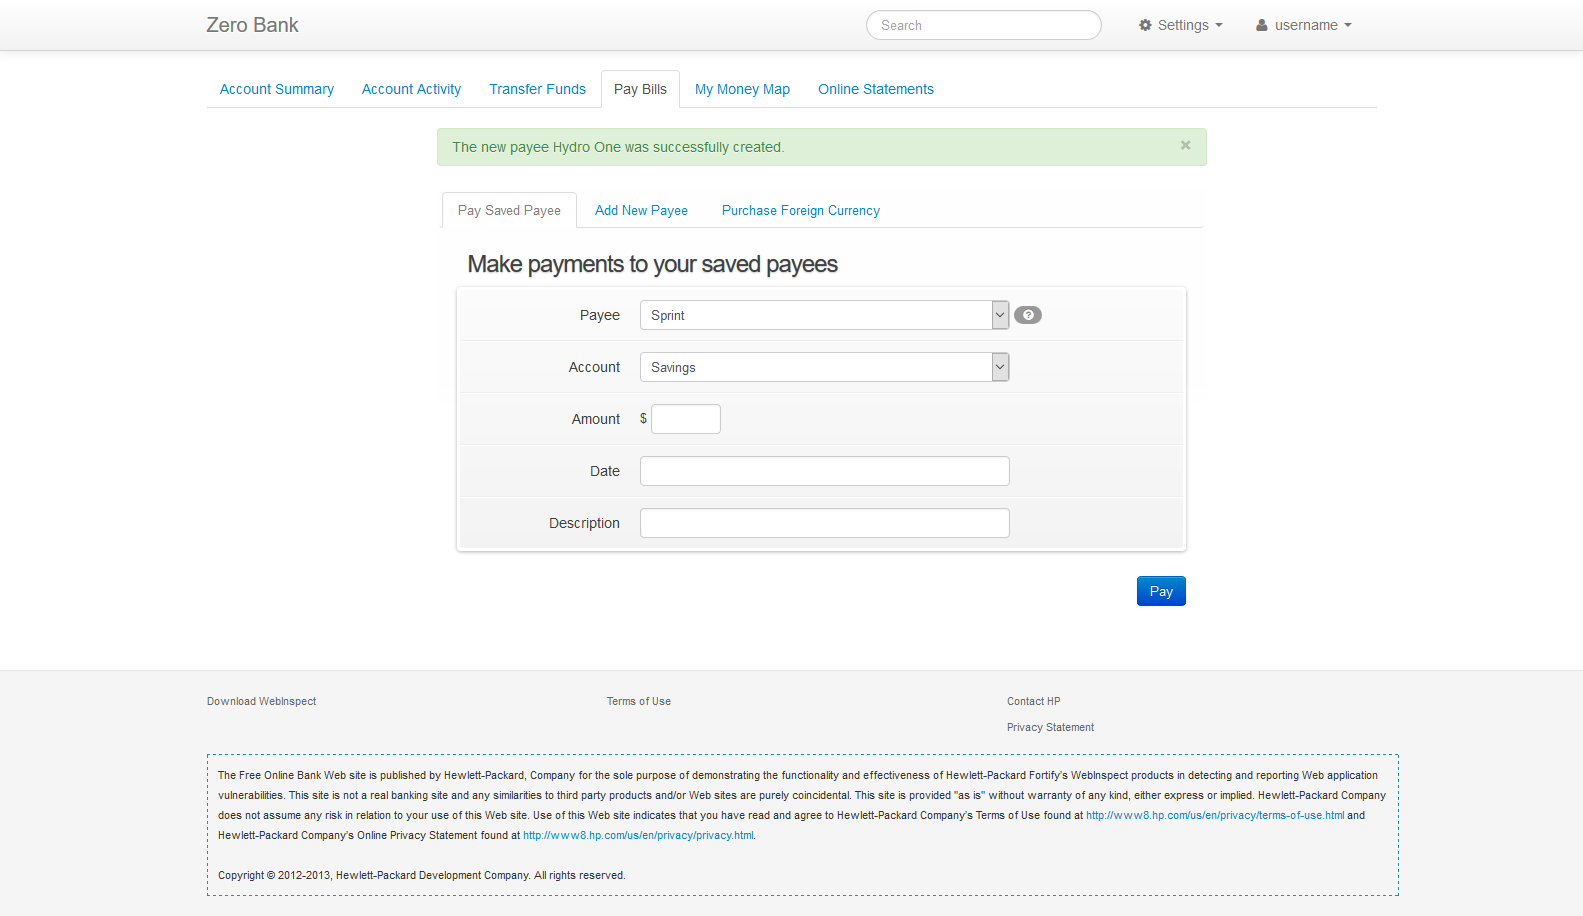 Zero Bank
Search
Settings
username
Account Summary
Account Activity
Transfer Funds
Pay Bills
My Money Map
Online Statements
The new payee Hydro One was successfully created.
×
Pay Saved Payee
Add New Payee
Purchase Foreign Currency
Make payments to your saved payees
Payee
Sprint
?
Account
Savings
Amount
$
Date
Description
Pay
Download WebInspect
Terms of Use
Contact HP
Privacy Statement
The Free Online Bank Web site is published by Hewlett-Packard, Company for the sole purpose of demonstrating the functionality and effectiveness of Hewlett-Packard Fortify's WebInspect products in detecting and reporting Web application
vulnerabilities. This site is not a real banking site and any similarities to third party products and/or Web sites are purely coincidental. This site is provided "as is" without warranty of any kind, either express or implied. Hewlett-Packard Company
does not assume any risk in relation to your use of this Web site. Use of this Web site indicates that you have read and agree to Hewlett-Packard Company's Terms of Use found at http://www8.hp.com/us/en/privacy/terms-of-use.html and
Hewlett-Packard Company's Online Privacy Statement found at http://www8.hp.com/us/en/privacy/privacy.html.
Copyright © 2012-2013, Hewlett-Packard Development Company. All rights reserved.